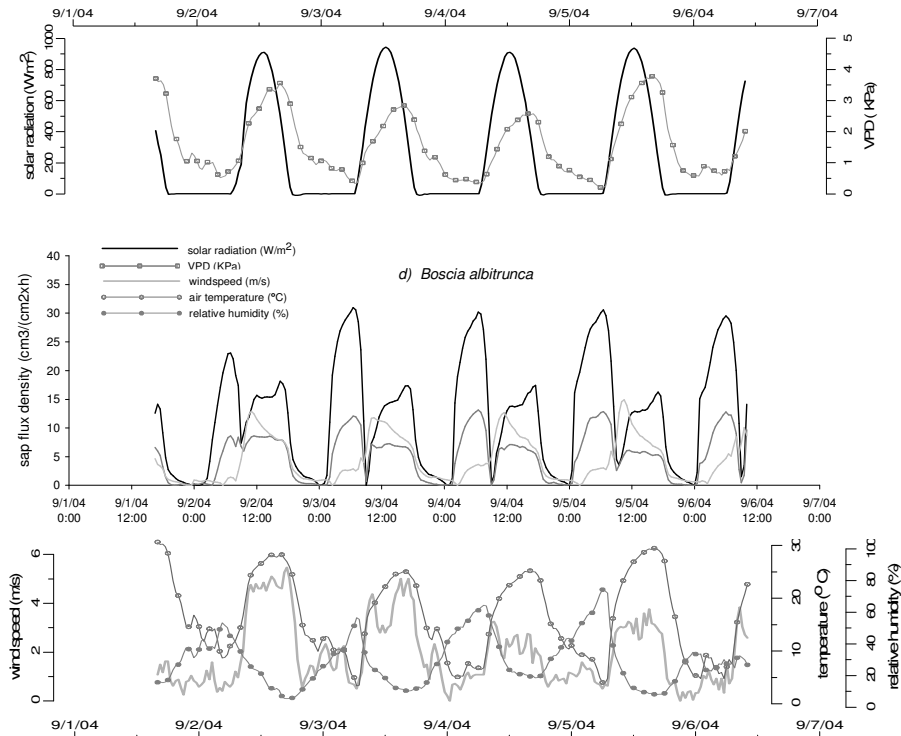 9/1/04 9/2/04 9/3/04 9/4/04 9/5/04 9/6/04 9/7/04
solar radiation (W/m²)
0 200 400 600 800 1000
VPD (KPa)
0 1 2 3 4 5
solar radiation (W/m²)
VPD (KPa)
windspeed (m/s)
air temperature (°C)
relative humidity (%)
d) Boscia albitrunca
sap flux density (cm3/(cm2xh)
40
35
30
25
20
15
10
5
0
9/1/04 9/1/04 9/2/04 9/2/04 9/3/04 9/3/04 9/4/04 9/4/04 9/5/04 9/5/04 9/6/04 9/6/04 9/7/04
0:00 12:00 0:00 12:00 0:00 12:00 0:00 12:00 0:00 12:00 0:00 12:00 0:00
wind speed (m/s)
0 2 4 6
temperature (°C)
0 10 20 30
relative humidity (%)
0 20 40 60 80 100
9/1/04 9/2/04 9/3/04 9/4/04 9/5/04 9/6/04 9/7/04